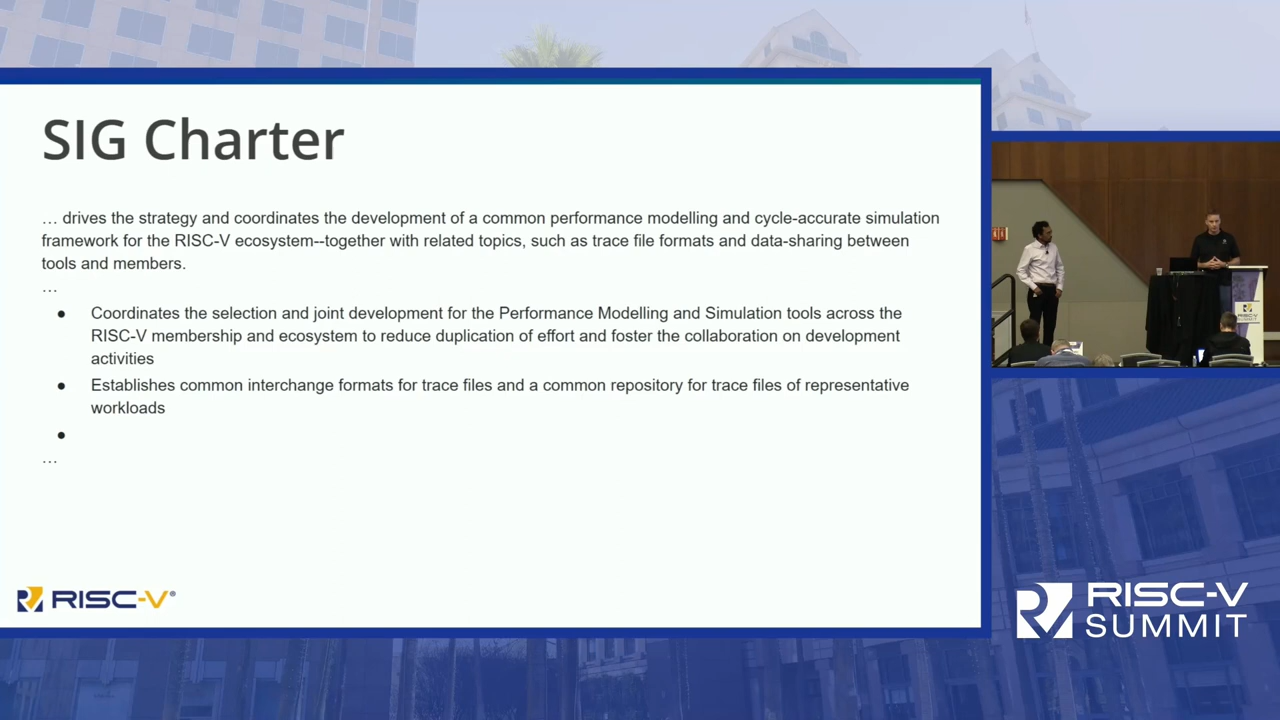 SIG Charter
… drives the strategy and coordinates the development of a common performance modelling and cycle-accurate simulation
framework for the RISC-V ecosystem--together with related topics, such as trace file formats and data-sharing between
tools and members.
…
● Coordinates the selection and joint development for the Performance Modelling and Simulation tools across the
RISC-V membership and ecosystem to reduce duplication of effort and foster the collaboration on development
activities
● Establishes common interchange formats for trace files and a common repository for trace files of representative
workloads
●
…
RISC-V®
RISC-V
SUMMIT
RISC-V
SUMMIT